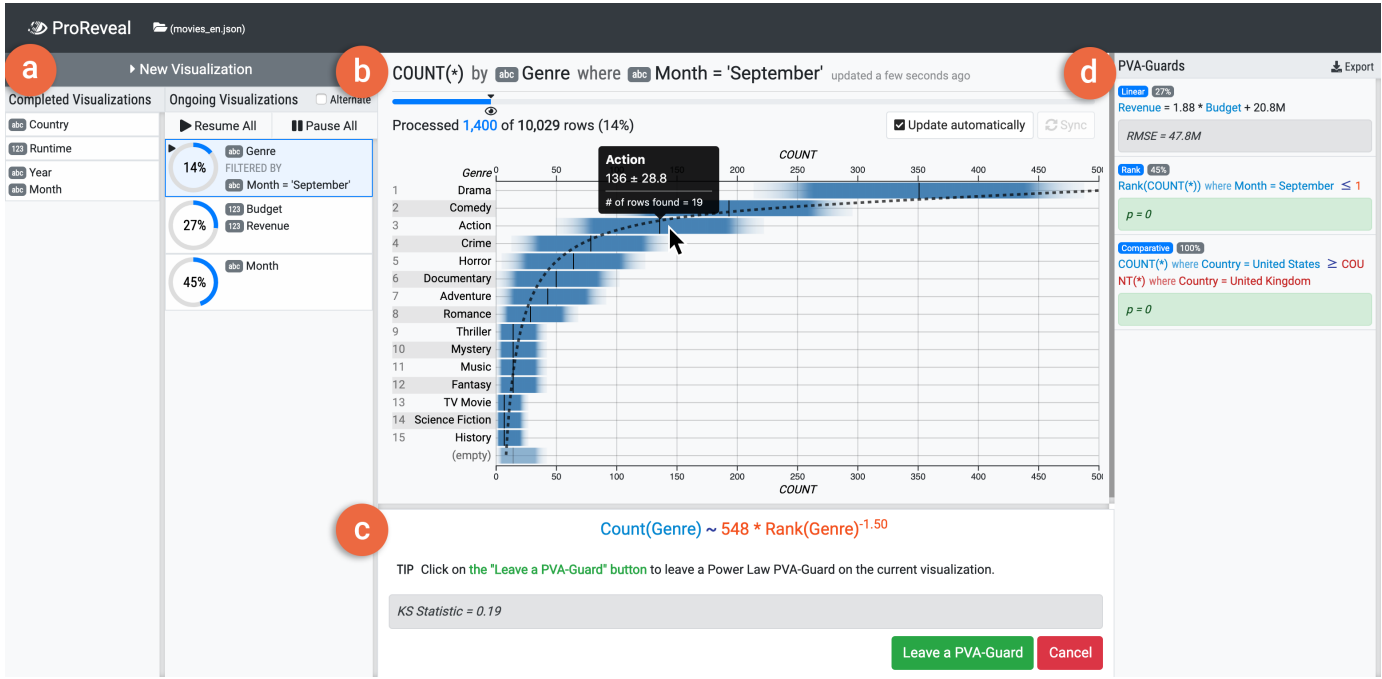 ProReveal (movies_en.json)
a
New Visualization
Completed Visualizations
abc Country
123 Runtime
abc Year
abc Month
Ongoing Visualizations Alternate
Resume All Pause All
14%
abc Genre
FILTERED BY
abc Month = 'September'
27%
123 Budget
123 Revenue
45%
abc Month
b
COUNT(*) by abc Genre where abc Month = 'September' updated a few seconds ago
Processed 1,400 of 10,029 rows (14%)
Update automatically Sync
COUNT
Genre
0 50 100 150 200 250 300 350 400 450 50
Action
136 ± 28.8
# of rows found = 19
1 Drama
2 Comedy
3 Action
4 Crime
5 Horror
6 Documentary
7 Adventure
8 Romance
9 Thriller
10 Mystery
11 Music
12 Fantasy
13 TV Movie
14 Science Fiction
15 History
(empty)
0 50 100 150 200 250 300 350 400 450 50
COUNT
c
Count(Genre) ~ 548 * Rank(Genre)-1.50
TIP Click on the "Leave a PVA-Guard" button to leave a Power Law PVA-Guard on the current visualization.
KS Statistic = 0.19
Leave a PVA-Guard Cancel
d
PVA-Guards Export
Linear 27%
Revenue = 1.88 * Budget + 20.8M
RMSE = 47.8M
Rank 45%
Rank(COUNT(*)) where Month = September ≤ 1
p = 0
Comparative 100%
COUNT(*) where Country = United States ≥ COU
NT(*) where Country = United Kingdom
p = 0